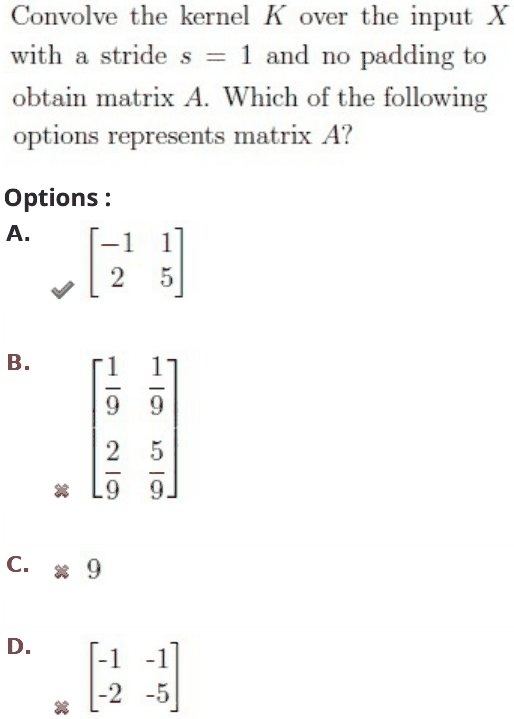 Convolve the kernel K over the input X
with a stride s = 1 and no padding to
obtain matrix A. Which of the following
options represents matrix A?
Options :
A.
-1 1
2 5
B.
1/9 1/9
2/9 5/9
C. 9
D.
-1 -1
-2 -5